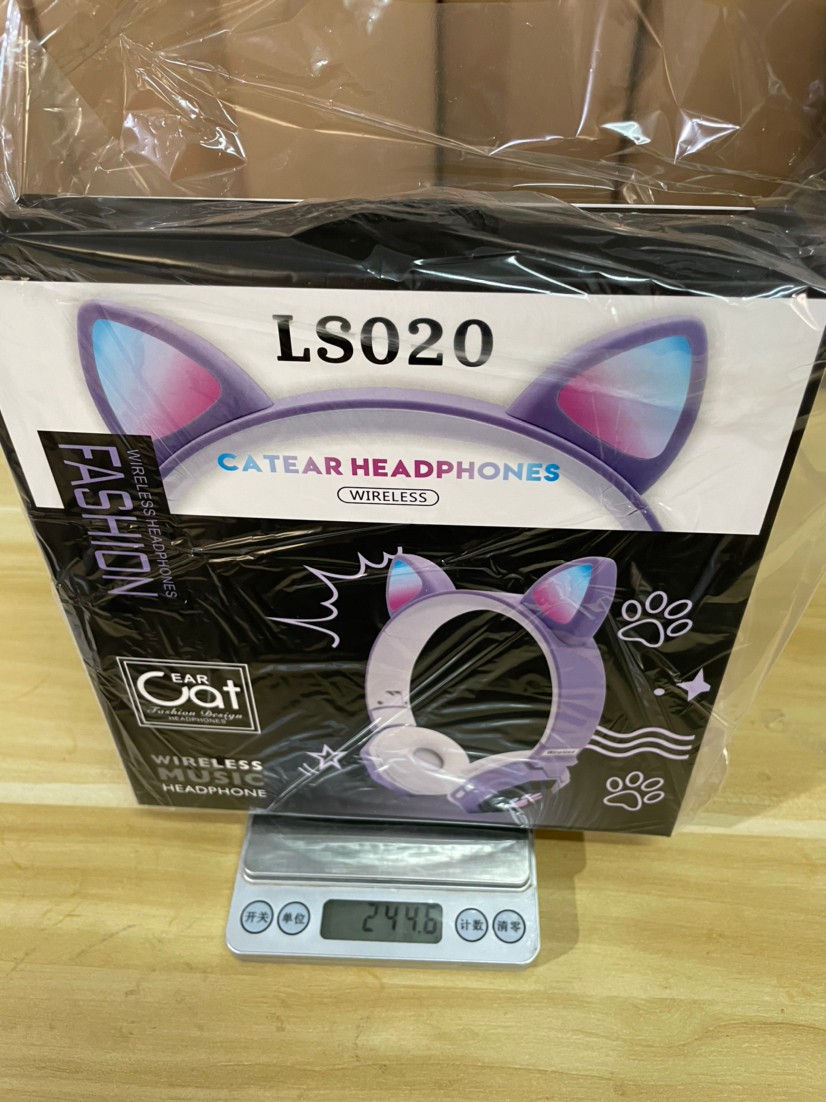 LS020
CATEAR HEADPHONES
WIRELESS
WIRELESS HEADPHONES
FASHION
EAR
Cat
Fashion Design
HEADPHONES
WIRELESS
MUSIC
HEADPHONE
开关
单位
244.6
计数
清零